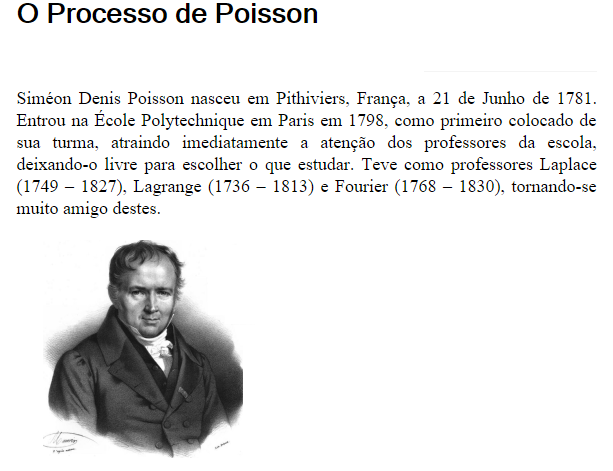 O Processo de Poisson
Siméon Denis Poisson nasceu em Pithiviers, França, a 21 de Junho de 1781.
Entrou na École Polytechnique em Paris em 1798, como primeiro colocado de
sua turma, atraindo imediatamente a atenção dos professores da escola,
deixando-o livre para escolher o que estudar. Teve como professores Laplace
(1749 – 1827), Lagrange (1736 – 1813) e Fourier (1768 – 1830), tornando-se
muito amigo destes.